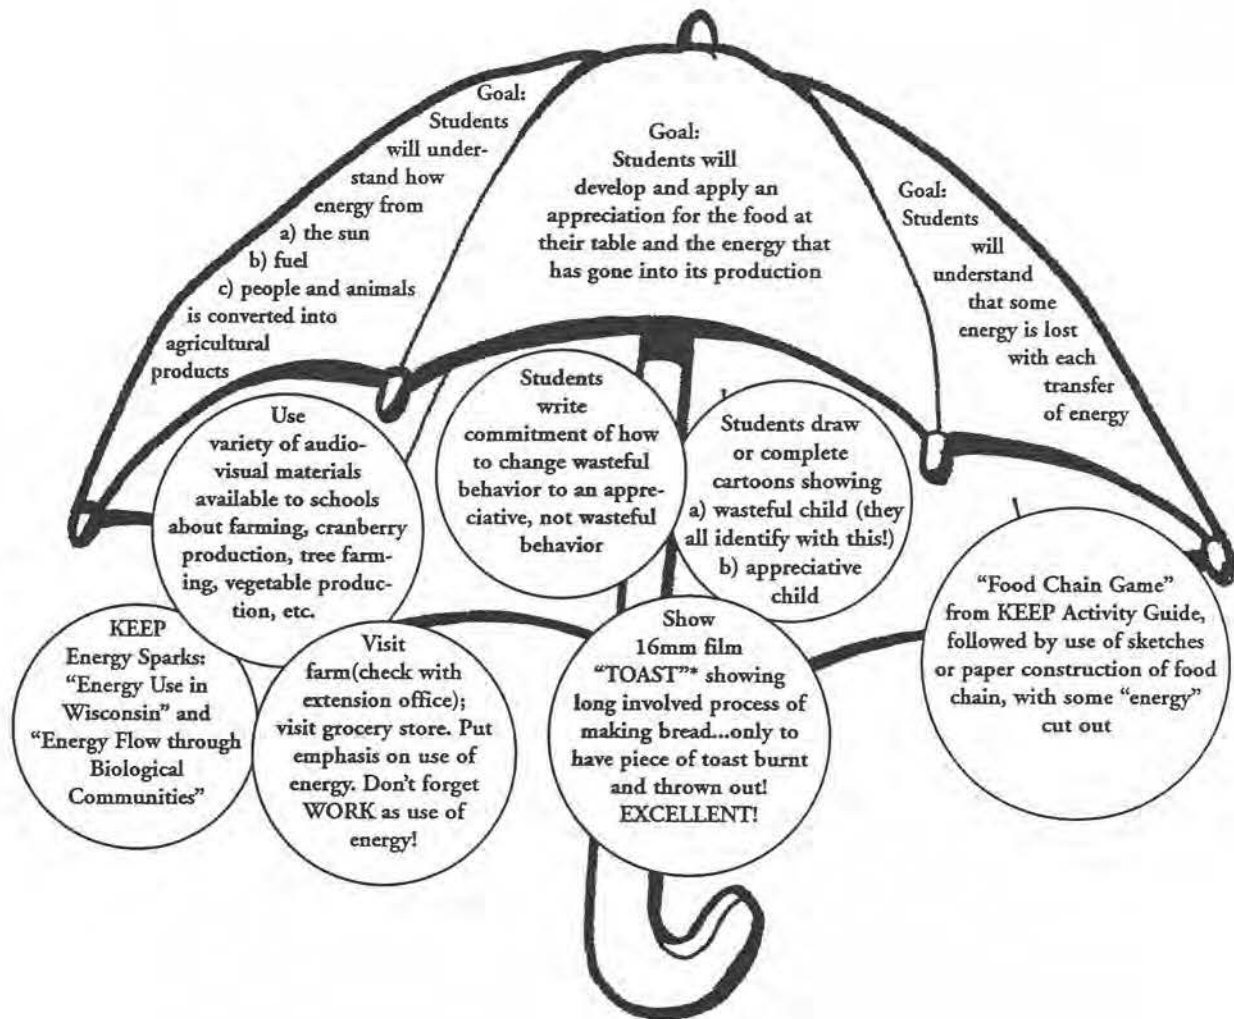 Goal:
Students
will under-
stand how
energy from
a) the sun
b) fuel
c) people and animals
is converted into
agricultural
products
Goal:
Students will
develop and apply an
appreciation for the food at
their table and the energy that
has gone into its production
Goal:
Students
will
understand
that some
energy is lost
with each
transfer
of energy
Use
variety of audio-
visual materials
available to schools
about farming, cranberry
production, tree farm-
ing, vegetable produc-
tion, etc.
Students
write
commitment of how
to change wasteful
behavior to an appre-
ciative, not wasteful
behavior
Students draw
or complete
cartoons showing
a) wasteful child (they
all identify with this!)
b) appreciative
child
"Food Chain Game"
from KEEP Activity Guide,
followed by use of sketches
or paper construction of food
chain, with some "energy"
cut out
KEEP
Energy Sparks:
"Energy Use in
Wisconsin" and
"Energy Flow through
Biological
Communities"
Visit
farm(check with
extension office);
visit grocery store. Put
emphasis on use of
energy. Don't forget
WORK as use of
energy!
Show
16mm film
"TOAST"* showing
long involved process of
making bread...only to
have piece of toast burnt
and thrown out!
EXCELLENT!